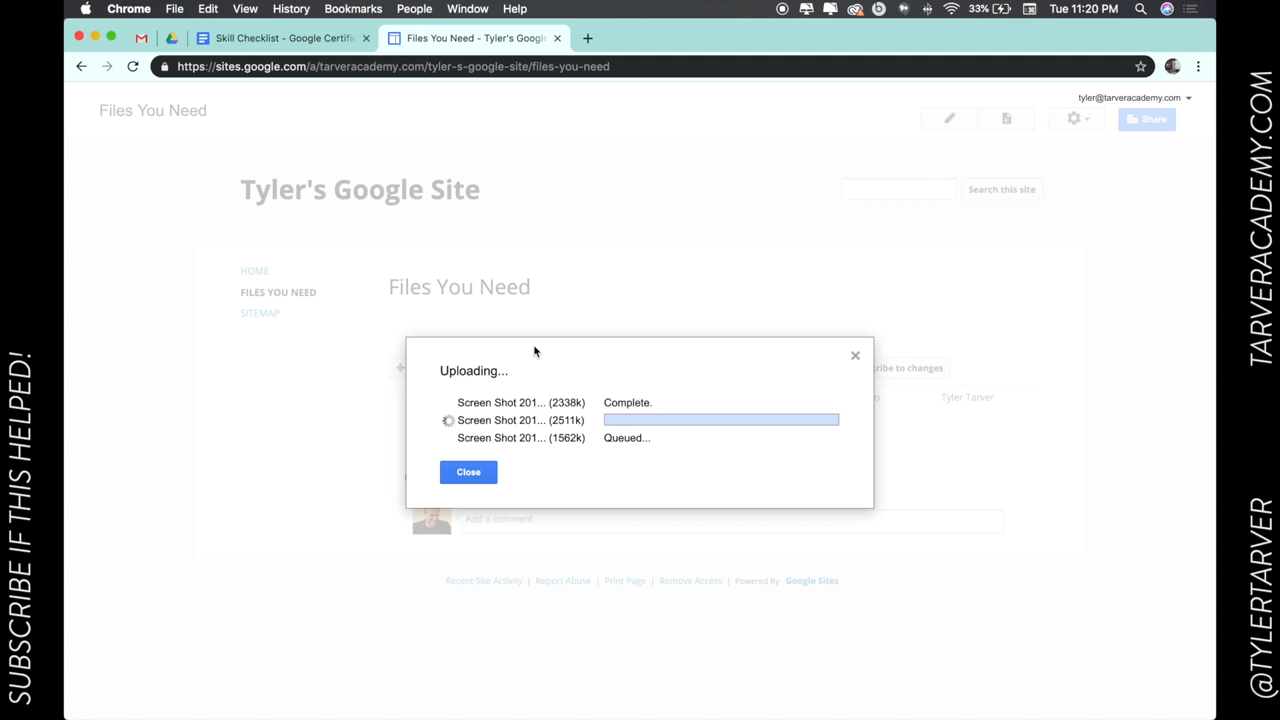 Chrome File Edit View History Bookmarks People Window Help 33% Tue 11:20 PM
Skill Checklist - Google Certific
Files You Need - Tyler's Googl
https://sites.google.com/a/tarveracademy.com/tyler-s-google-site/files-you-need
tyler@tarveracademy.com
Files You Need
Share
Tyler's Google Site
Search this site
HOME
FILES YOU NEED
SITEMAP
Files You Need
cribe to changes
Tyler Tarver
Uploading...
Screen Shot 201... (2338k) Complete.
Screen Shot 201... (2511k)
Screen Shot 201... (1562k) Queued...
Close
Add a comment
Recent Site Activity | Report Abuse | Print Page | Remove Access | Powered By Google Sites
SUBSCRIBE IF THIS HELPED!
TARVERACADEMY.COM
@TYLERTARVER